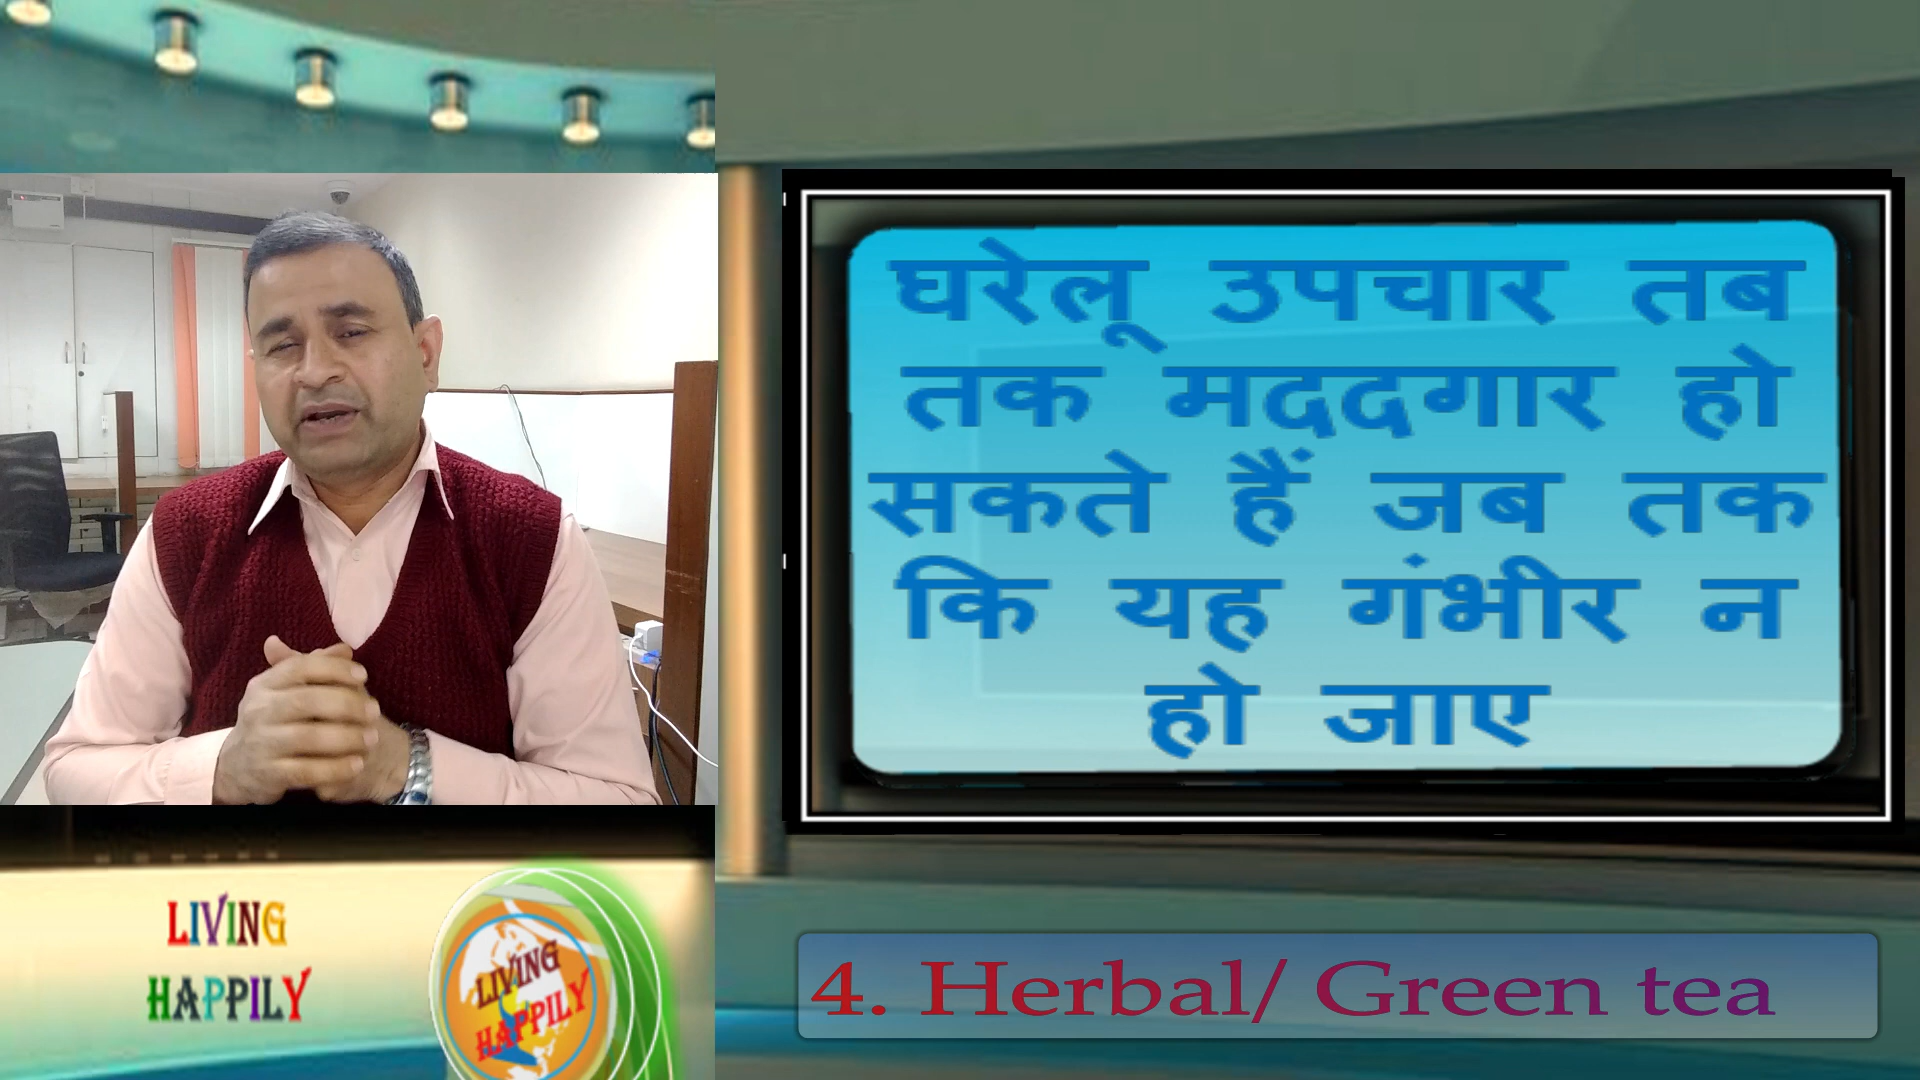 घरेलू उपचार तब
तक मददगार हो
सकते हैं जब तक
कि यह गंभीर न
हो जाए
4. Herbal/ Green tea
LIVING
HAPPILY
LIVING
HAPPILY